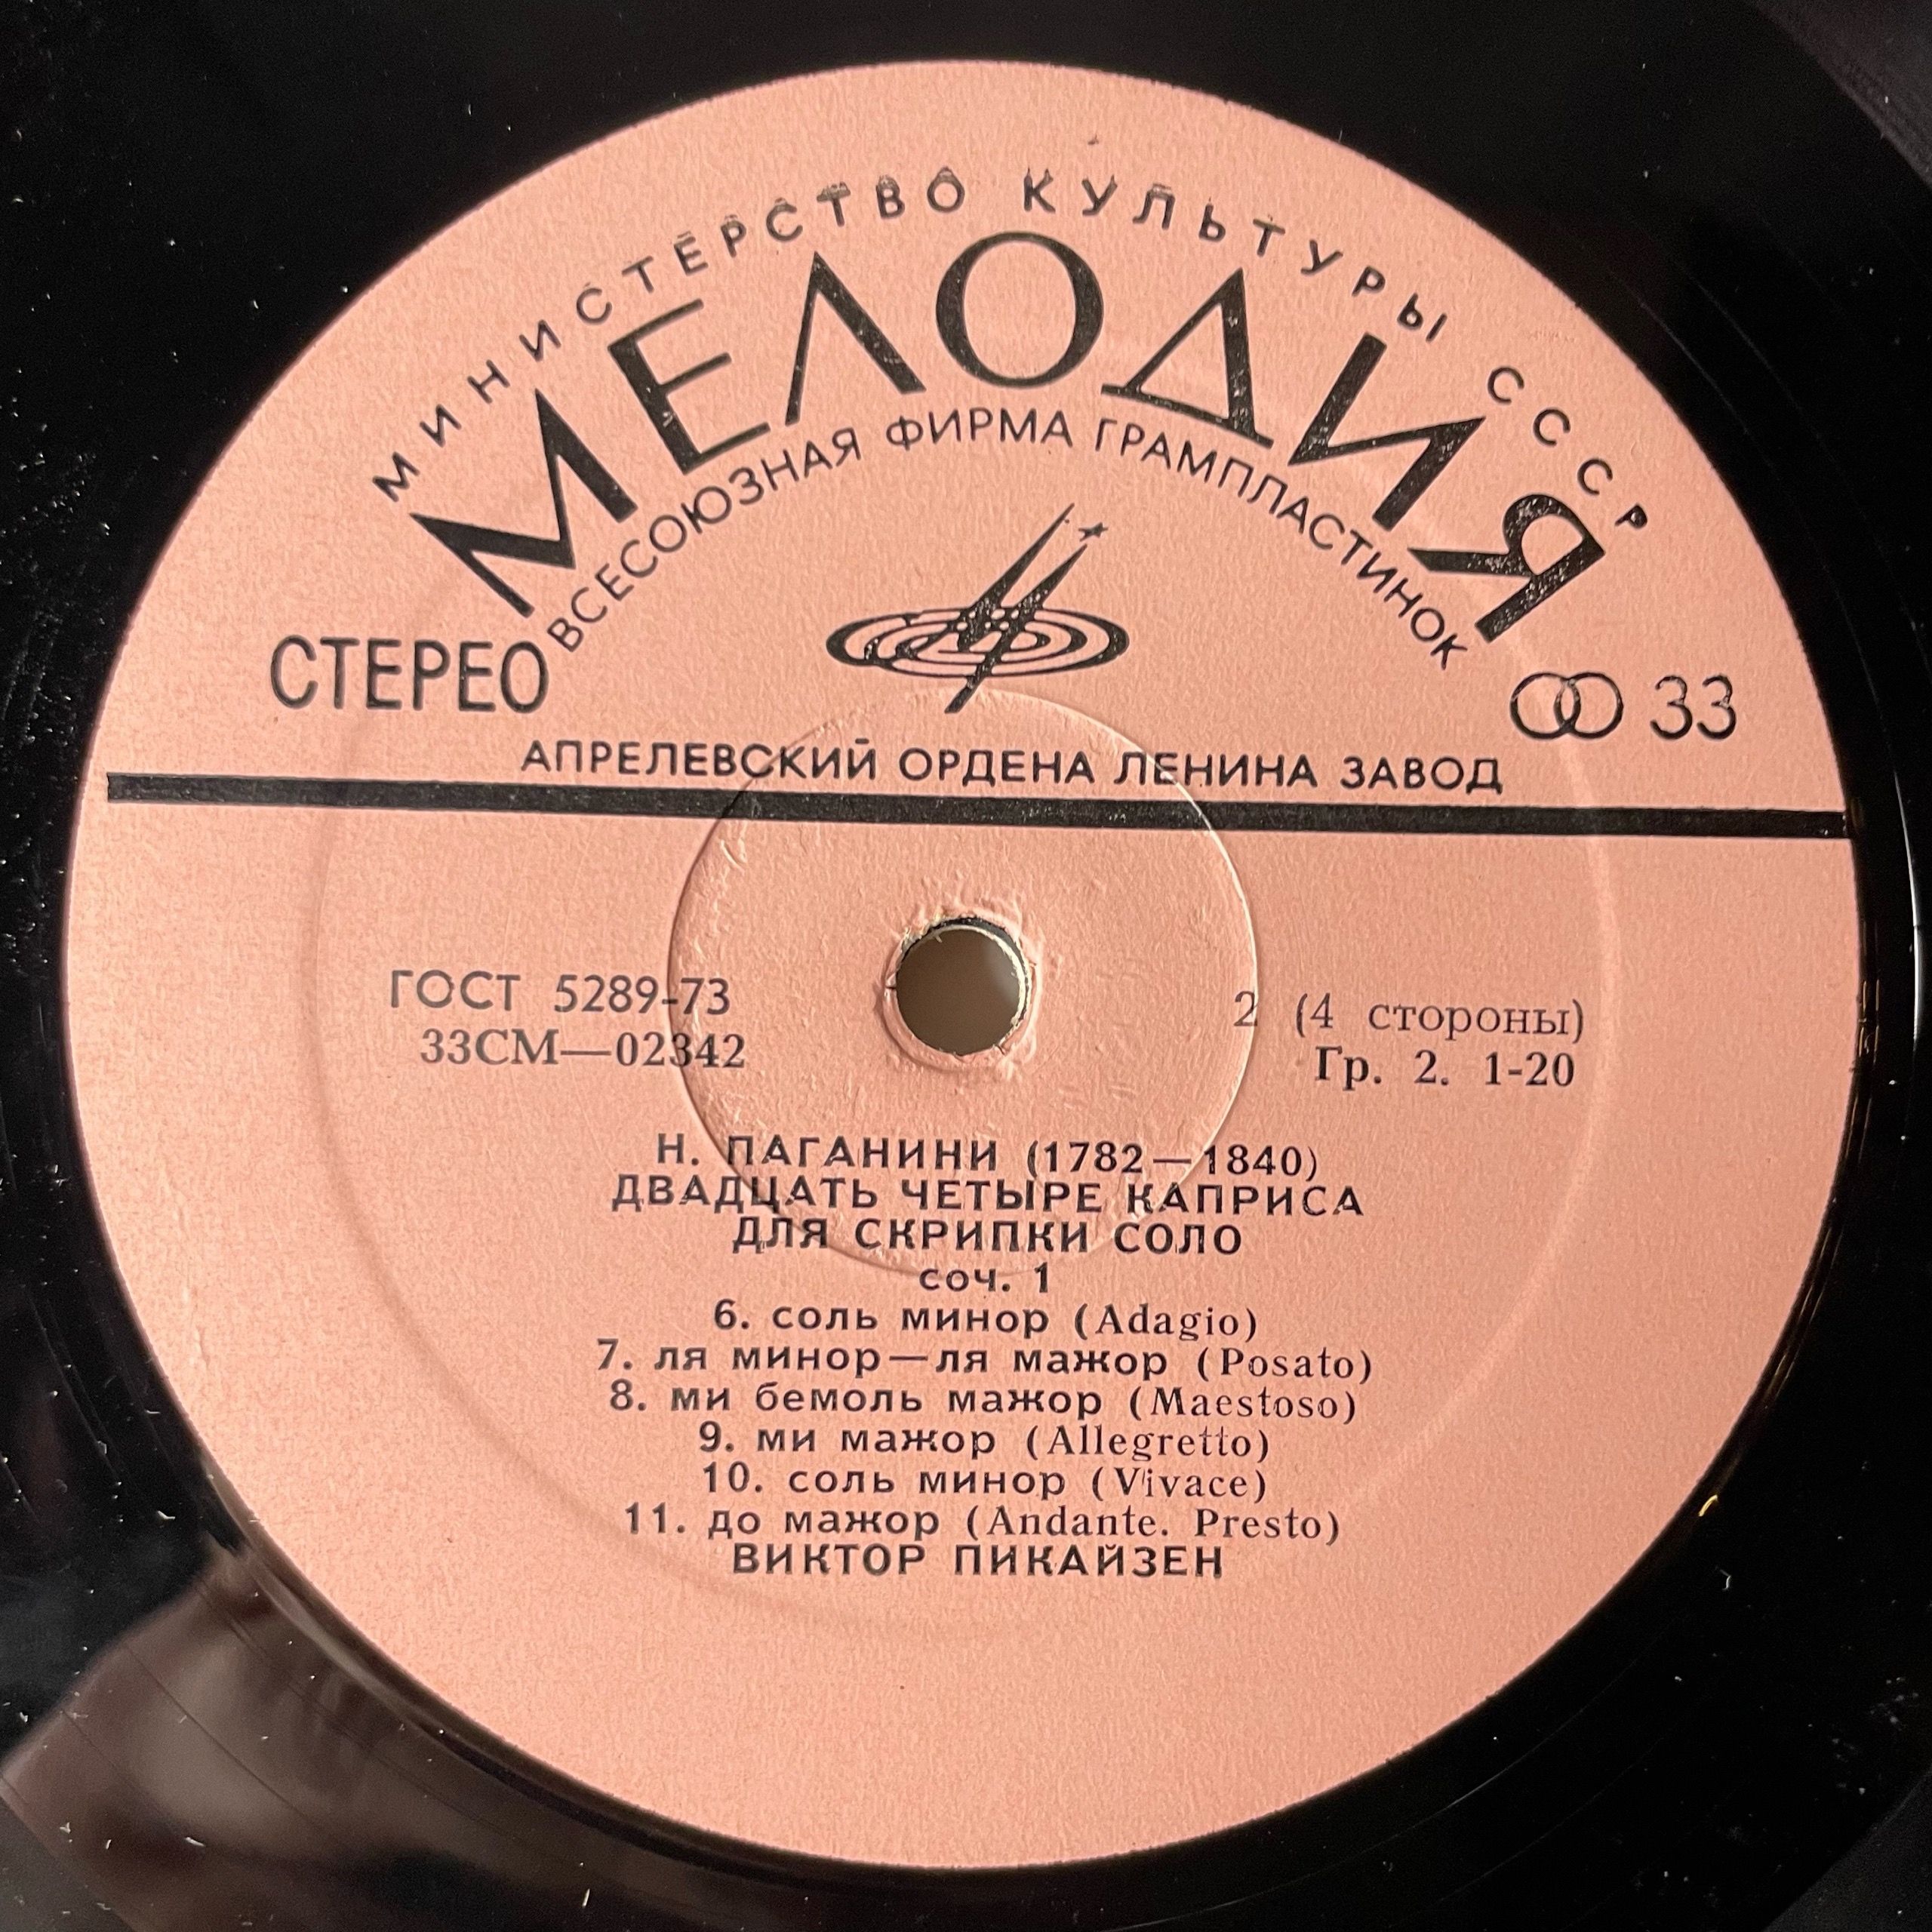 МИНИСТЕРСТВО КУЛЬТУРЫ СССР
МЕЛОДИЯ
ВСЕСОЮЗНАЯ ФИРМА ГРАМПЛАСТИНОК
СТЕРЕО
33
АПРЕЛЕВСКИЙ ОРДЕНА ЛЕНИНА ЗАВОД
ГОСТ 5289-73
33СМ—02342
2 (4 стороны)
Гр. 2. 1-20
Н. ПАГАНИНИ (1782—1840)
ДВАДЦАТЬ ЧЕТЫРЕ КАПРИСА
ДЛЯ СКРИПКИ СОЛО
соч. 1
6. соль минор (Adagio)
7. ля минор—ля мажор (Posato)
8. ми бемоль мажор (Maestoso)
9. ми мажор (Allegretto)
10. соль минор (Vivace)
11. до мажор (Andante. Presto)
ВИКТОР ПИКАЙЗЕН